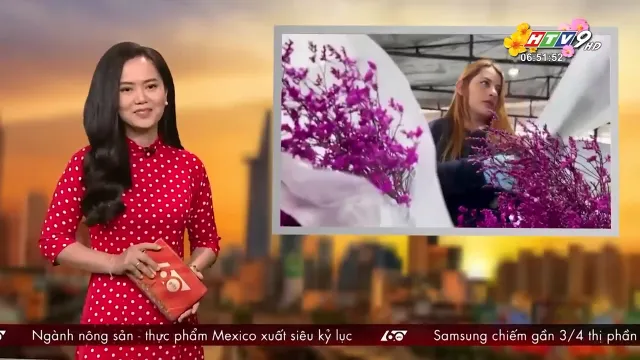 HTV9 HD
06:51:52
Ngành nông sản - thực phẩm Mexico xuất siêu kỷ lục
60
Samsung chiếm gần 3/4 thị phần